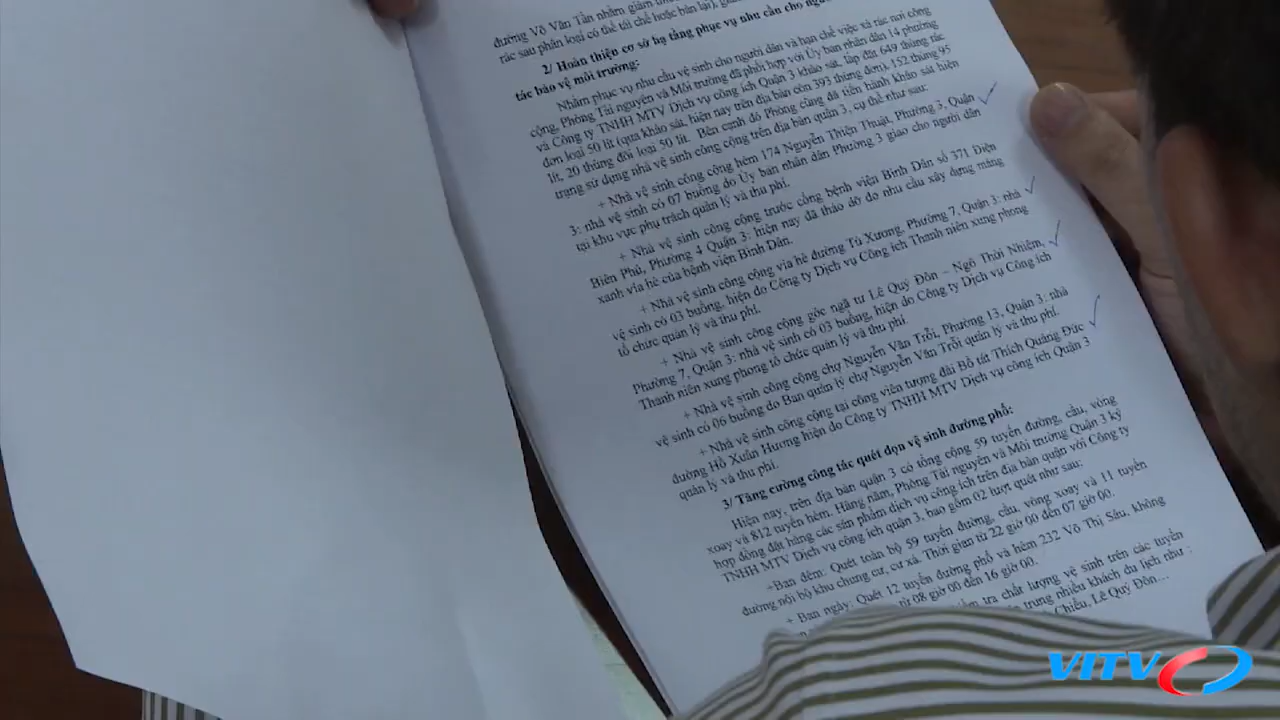 đường Võ Văn Tần nhằm giảm
rác sau phân loại có thể tái chế hoặc bán lại),
2/ Hoàn thiện cơ sở hạ tầng phục vụ nhu cầu cho
tác bảo vệ môi trường:
Nhằm phục vụ nhu cầu vệ sinh cho người dân và hạn chế việc xả rác nơi công
cộng, Phòng Tài nguyên và Môi trường đã phối hợp với Ủy ban nhân dân 14 phường
và Công ty TNHH MTV Dịch vụ công ích Quận 3 khảo sát, lắp đặt 649 thùng rác
đơn loại 50 lít (qua khảo sát, hiện nay trên địa bàn còn 393 thùng đơn), 152 thùng 95
lít, 20 thùng đôi loại 50 lít. Bên cạnh đó Phòng cũng đã tiến hành khảo sát hiện
trạng sử dụng nhà vệ sinh công cộng trên địa bàn quận 3, cụ thể như sau:
+ Nhà vệ sinh công cộng hẻm 174 Nguyễn Thiện Thuật, Phường 3, Quận
3: nhà vệ sinh có 07 buồng do Ủy ban nhân dân Phường 3 giao cho người dân
tại khu vực phụ trách quản lý và thu phí.
+ Nhà vệ sinh công cộng trước cổng bệnh viện Bình Dân số 371 Điện
Biên Phủ, Phường 4 Quận 3: hiện nay đã tháo dỡ do nhu cầu xây dựng mảng
xanh vỉa hè của bệnh viện Bình Dân.
+ Nhà vệ sinh công cộng vỉa hè đường Tú Xương, Phường 7, Quận 3: nhà
vệ sinh có 03 buồng, hiện do Công ty Dịch vụ Công ích Thanh niên xung phong
tổ chức quản lý và thu phí.
+ Nhà vệ sinh công cộng góc ngã tư Lê Quý Đôn – Ngô Thời Nhiệm,
Phường 7, Quận 3: nhà vệ sinh có 03 buồng, hiện do Công ty Dịch vụ Công ích
Thanh niên xung phong tổ chức quản lý và thu phí
+ Nhà vệ sinh công cộng chợ Nguyễn Văn Trỗi, Phường 13, Quận 3: nhà
vệ sinh có 06 buồng do Ban quản lý chợ Nguyễn Văn Trỗi quản lý và thu phí.
+ Nhà vệ sinh công cộng tại công viên tượng đài Bồ tát Thích Quảng Đức
đường Hồ Xuân Hương hiện do Công ty TNHH MTV Dịch vụ công ích Quận 3
quản lý và thu phí.
3/ Tăng cường công tác quét dọn vệ sinh đường phố:
Hiện nay, trên địa bàn quận 3 có tổng cộng 59 tuyến đường, cầu, vòng
xoay và 812 tuyến hẻm. Hàng năm, Phòng Tài nguyên và Môi trường Quận 3 ký
hợp đồng đặt hàng các sản phẩm dịch vụ công ích trên địa bàn quận với Công ty
TNHH MTV Dịch vụ công ích quận 3, bao gồm 02 lượt quét như sau:
+Ban đêm: Quét toàn bộ 59 tuyến đường, cầu, vòng xoay và 11 tuyến
đường nội bộ khu chung cư, cư xá. Thời gian từ 22 giờ 00 đến 07 giờ 00.
+ Ban ngày: Quét 12 tuyến đường phố và hẻm 232 Võ Thị Sáu, không
từ 08 giờ 00 đến 16 giờ 00.
tra chất lượng vệ sinh trên các tuyến
trung nhiều khách du lịch như :
Chiểu, Lê Quý Đôn...
VITV